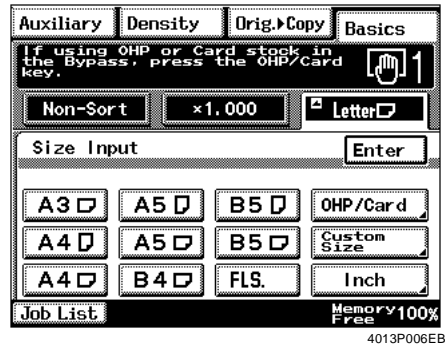 Auxiliary Density Orig.▶Copy Basics
If using OHP or Card stock in
the Bypass, press the OHP/Card
key.
1
Non-Sort ×1.000 Letter
Size Input Enter
A3 A5 B5 OHP/Card
A4 A5 B5 Custom Size
A4 B4 FLS. Inch
Job List Memory Free 100%
4013P006EB